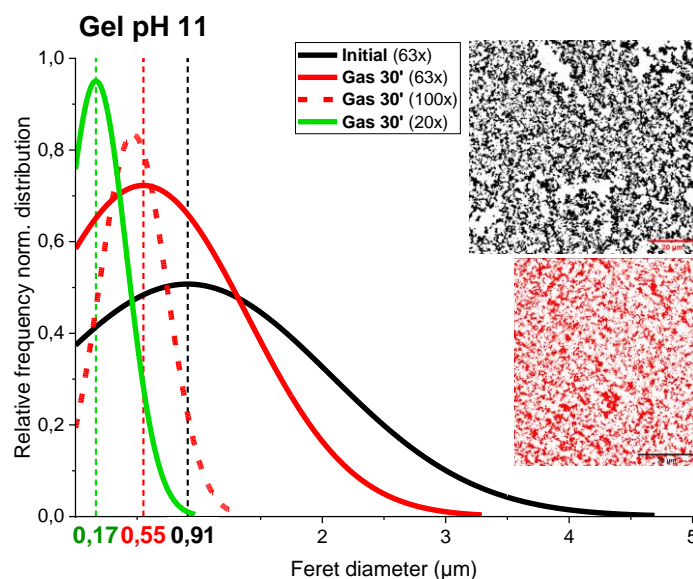 Gel pH 11
Initial (63x)
Gas 30' (63x)
Gas 30' (100x)
Gas 30' (20x)
20 µm
Relative frequency norm. distribution
1,0
0,8
0,6
0,4
0,2
0,0
0,17
0,55
0,91
2
3
4
5
Feret diameter (µm)